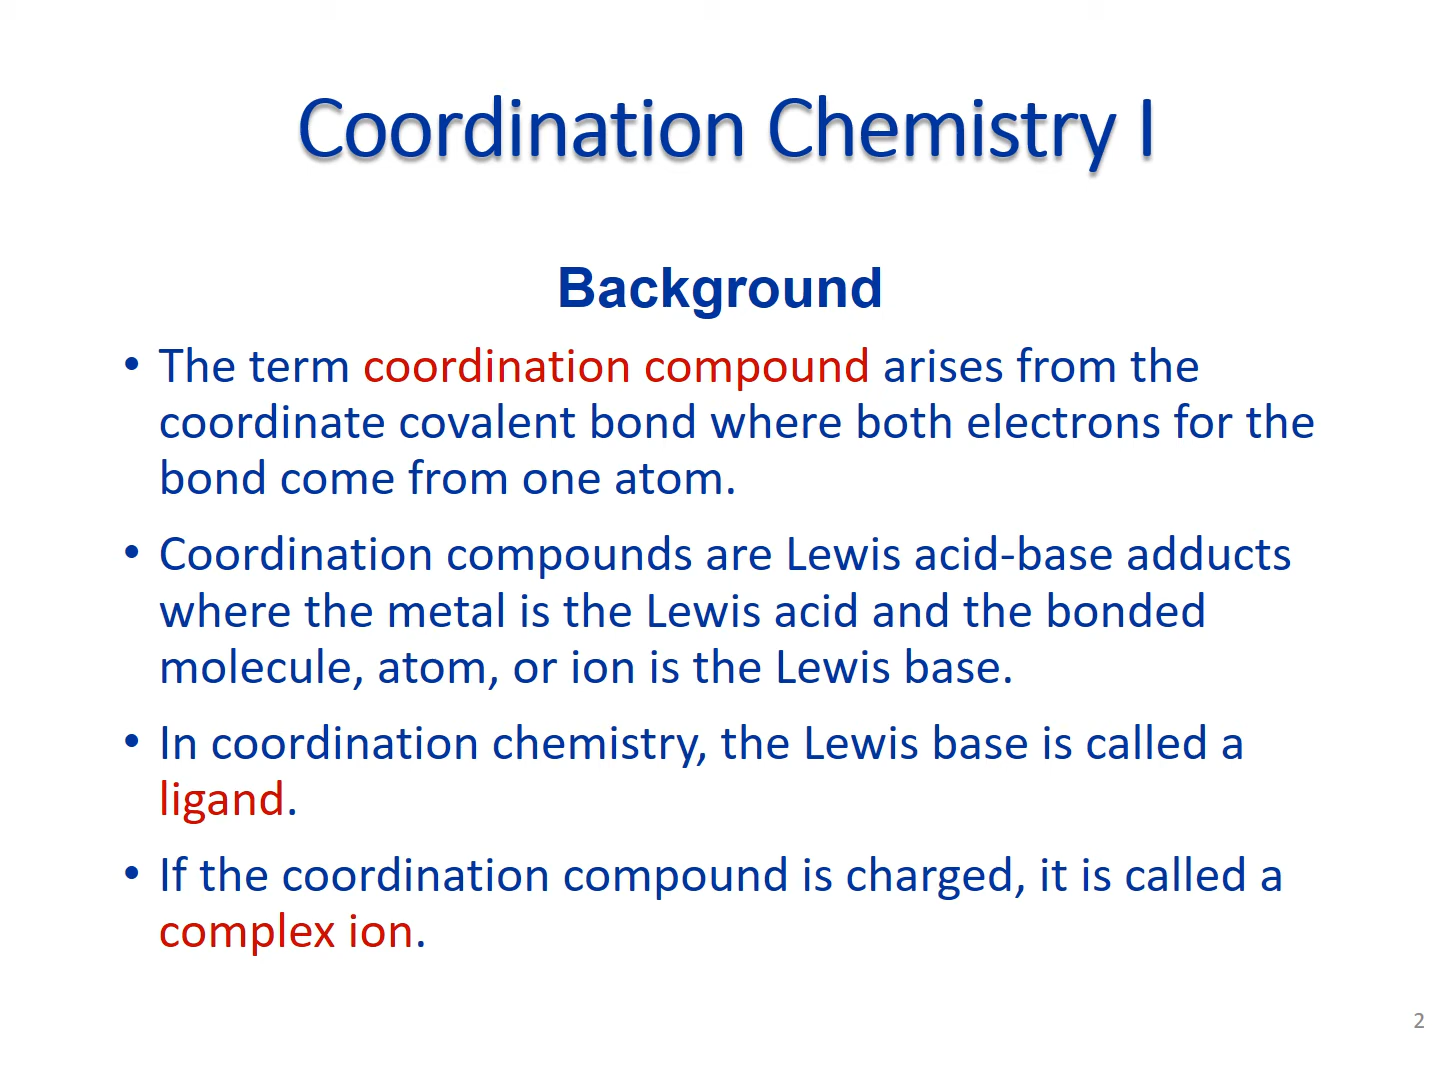 Coordination Chemistry I
Background
• The term coordination compound arises from the
coordinate covalent bond where both electrons for the
bond come from one atom.
• Coordination compounds are Lewis acid-base adducts
where the metal is the Lewis acid and the bonded
molecule, atom, or ion is the Lewis base.
• In coordination chemistry, the Lewis base is called a
ligand.
• If the coordination compound is charged, it is called a
complex ion.
2